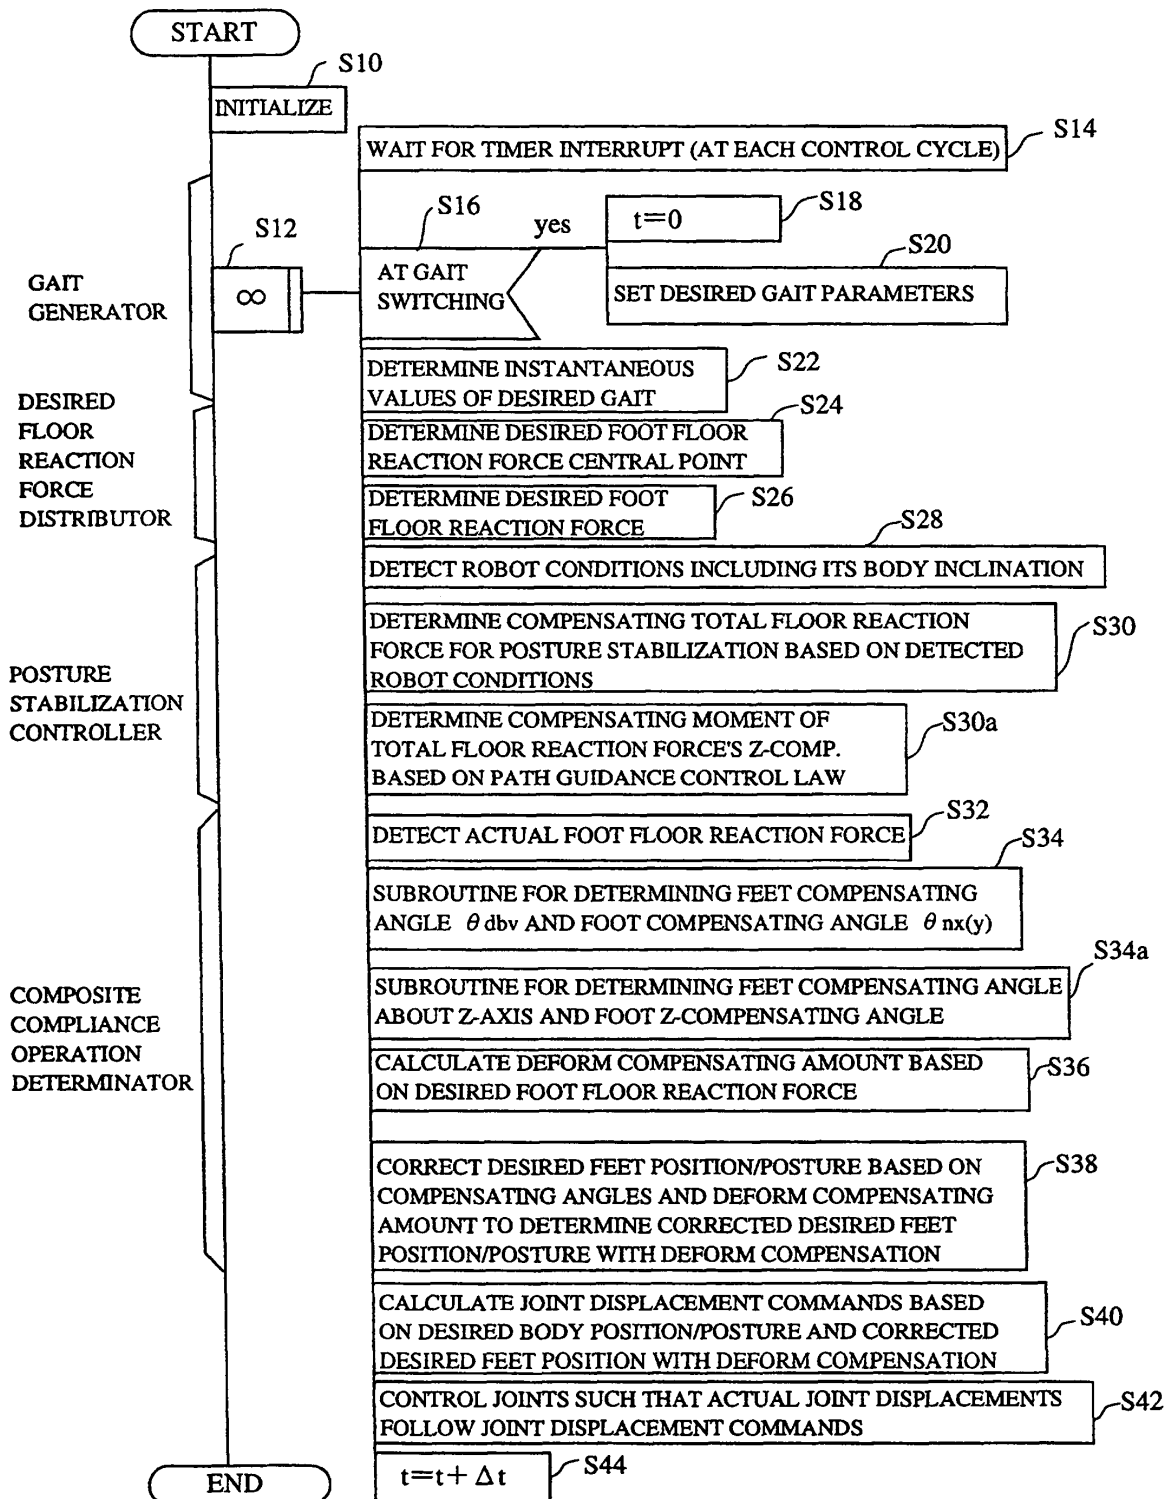 START
S10
INITIALIZE
S14
WAIT FOR TIMER INTERRUPT (AT EACH CONTROL CYCLE)
S12
∞
S16
AT GAIT
SWITCHING
yes
S18
t=0
S20
SET DESIRED GAIT PARAMETERS
GAIT
GENERATOR
S22
DETERMINE INSTANTANEOUS
VALUES OF DESIRED GAIT
DESIRED
FLOOR
REACTION
FORCE
DISTRIBUTOR
S24
DETERMINE DESIRED FOOT FLOOR
REACTION FORCE CENTRAL POINT
S26
DETERMINE DESIRED FOOT
FLOOR REACTION FORCE
S28
DETECT ROBOT CONDITIONS INCLUDING ITS BODY INCLINATION
POSTURE
STABILIZATION
CONTROLLER
S30
DETERMINE COMPENSATING TOTAL FLOOR REACTION
FORCE FOR POSTURE STABILIZATION BASED ON DETECTED
ROBOT CONDITIONS
S30a
DETERMINE COMPENSATING MOMENT OF
TOTAL FLOOR REACTION FORCE'S Z-COMP.
BASED ON PATH GUIDANCE CONTROL LAW
S32
DETECT ACTUAL FOOT FLOOR REACTION FORCE
S34
SUBROUTINE FOR DETERMINING FEET COMPENSATING
ANGLE θ dbv AND FOOT COMPENSATING ANGLE θ nx(y)
S34a
SUBROUTINE FOR DETERMINING FEET COMPENSATING ANGLE
ABOUT Z-AXIS AND FOOT Z-COMPENSATING ANGLE
COMPOSITE
COMPLIANCE
OPERATION
DETERMINATOR
S36
CALCULATE DEFORM COMPENSATING AMOUNT BASED
ON DESIRED FOOT FLOOR REACTION FORCE
S38
CORRECT DESIRED FEET POSITION/POSTURE BASED ON
COMPENSATING ANGLES AND DEFORM COMPENSATING
AMOUNT TO DETERMINE CORRECTED DESIRED FEET
POSITION/POSTURE WITH DEFORM COMPENSATION
S40
CALCULATE JOINT DISPLACEMENT COMMANDS BASED
ON DESIRED BODY POSITION/POSTURE AND CORRECTED
DESIRED FEET POSITION WITH DEFORM COMPENSATION
S42
CONTROL JOINTS SUCH THAT ACTUAL JOINT DISPLACEMENTS
FOLLOW JOINT DISPLACEMENT COMMANDS
S44
t=t+ Δt
END